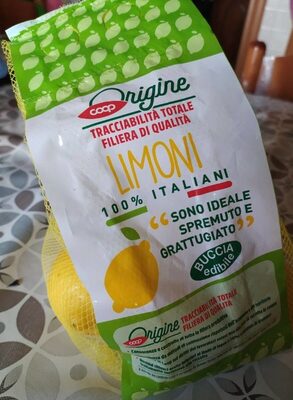 coop Origine
TRACCIABILITÀ TOTALE
FILIERA DI QUALITÀ
LIMONI
100% ITALIANI
"SONO IDEALE
SPREMUTO E
GRATTUGIATO"
BUCCIA
edibile
coop Origine
TRACCIABILITÀ TOTALE
FILIERA DI QUALITÀ